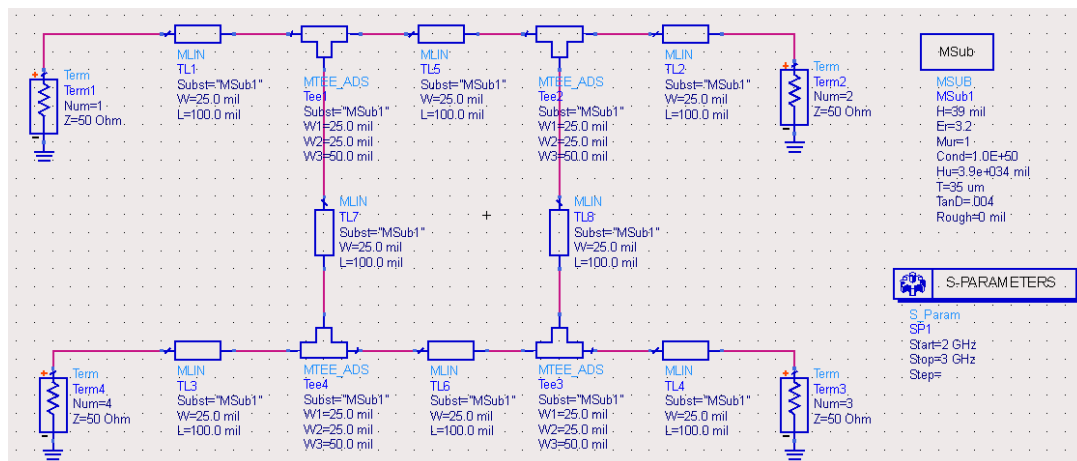 MLIN
TL1
Subst="MSub1"
W=25.0 mil
L=100.0 mil
MLIN
TL5
Subst="MSub1"
W=25.0 mil
L=100.0 mil
MLIN
TL2
Subst="MSub1"
W=25.0 mil
L=100.0 mil
MSub
Term
Term1
Num=1
Z=50 Ohm
MTEE_ADS
Tee1
Subst="MSub1"
W1=25.0 mil
W2=25.0 mil
W3=50.0 mil
MTEE_ADS
Tee2
Subst="MSub1"
W1=25.0 mil
W2=25.0 mil
W3=50.0 mil
Term
Term2
Num=2
Z=50 Ohm
MSUB
MSub1
H=39 mil
Er=3.2
Mur=1
Cond=1.0E+50
Hu=3.9e+034 mil
T=35 um
TanD=.004
Rough=0 mil
MLIN
TL7
Subst="MSub1"
W=25.0 mil
L=100.0 mil
MLIN
TL8
Subst="MSub1"
W=25.0 mil
L=100.0 mil
S-PARAMETERS
S_Param
SP1
Start=2 GHz
Stop=3 GHz
Step=
Term
Term4
Num=4
Z=50 Ohm
MLIN
TL3
Subst="MSub1"
W=25.0 mil
L=100.0 mil
MTEE_ADS
Tee4
Subst="MSub1"
W1=25.0 mil
W2=25.0 mil
W3=50.0 mil
MLIN
TL6
Subst="MSub1"
W=25.0 mil
L=100.0 mil
MTEE_ADS
Tee3
Subst="MSub1"
W1=25.0 mil
W2=25.0 mil
W3=50.0 mil
MLIN
TL4
Subst="MSub1"
W=25.0 mil
L=100.0 mil
Term
Term3
Num=3
Z=50 Ohm